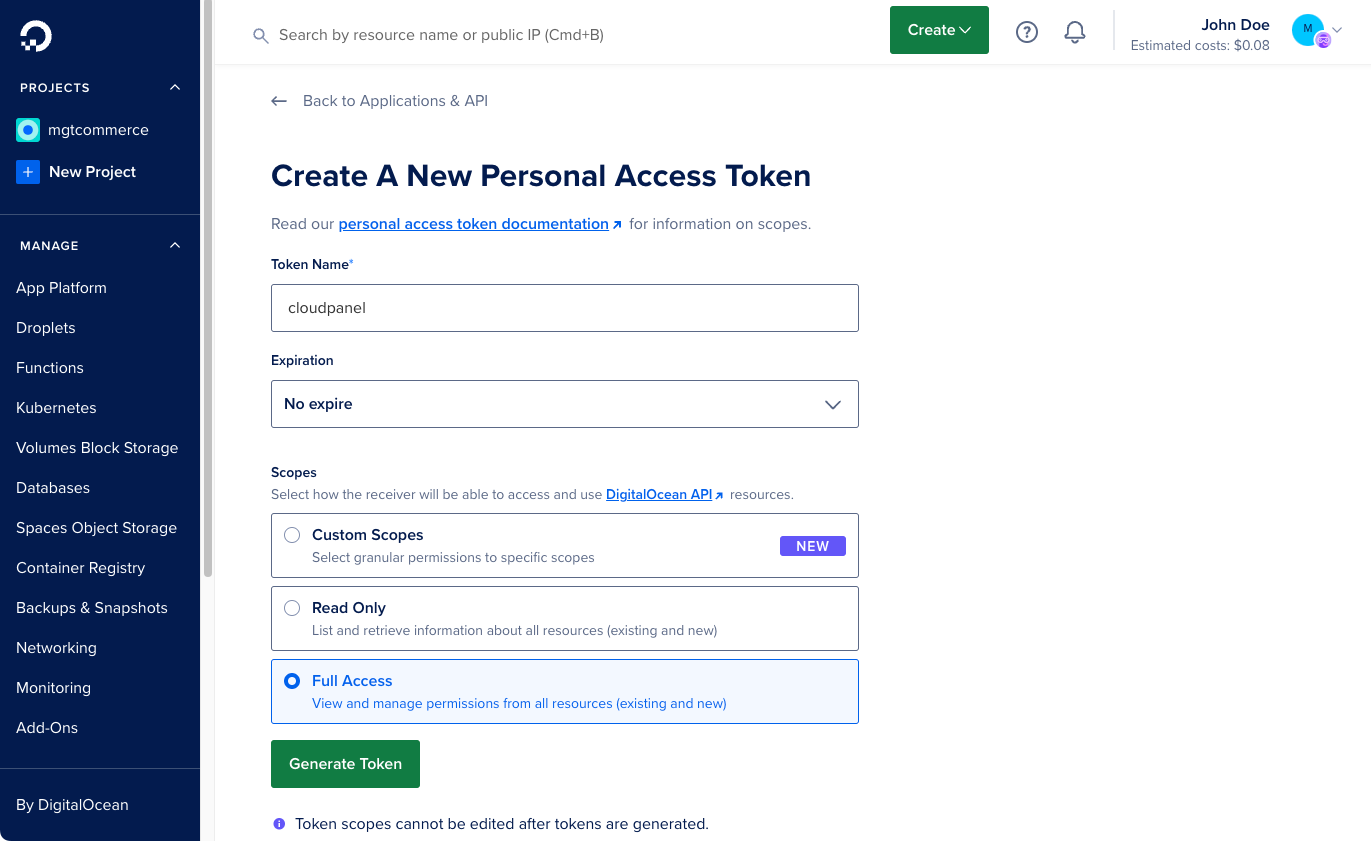 PROJECTS
mgtcommerce
New Project
MANAGE
App Platform
Droplets
Functions
Kubernetes
Volumes Block Storage
Databases
Spaces Object Storage
Container Registry
Backups & Snapshots
Networking
Monitoring
Add-Ons
By DigitalOcean
Search by resource name or public IP (Cmd+B)
Create
John Doe
Estimated costs: $0.08
M
Back to Applications & API
Create A New Personal Access Token
Read our personal access token documentation for information on scopes.
Token Name*
cloudpanel
Expiration
No expire
Scopes
Select how the receiver will be able to access and use DigitalOcean API resources.
Custom Scopes
Select granular permissions to specific scopes
NEW
Read Only
List and retrieve information about all resources (existing and new)
Full Access
View and manage permissions from all resources (existing and new)
Generate Token
Token scopes cannot be edited after tokens are generated.